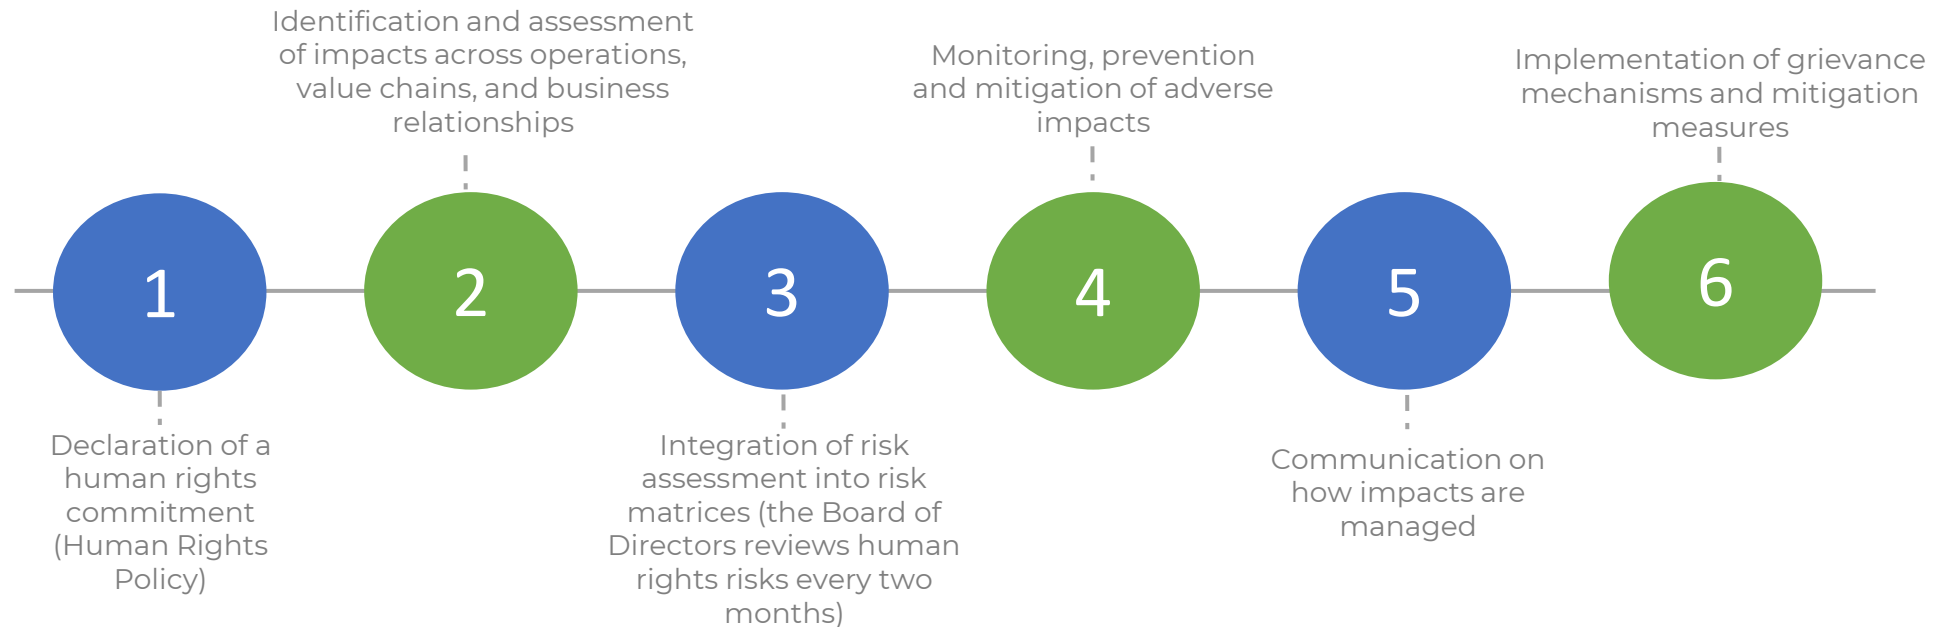 1
Declaration of a
human rights
commitment
(Human Rights
Policy)
Identification and assessment
of impacts across operations,
value chains, and business
relationships
2
3
Integration of risk
assessment into risk
matrices (the Board of
Directors reviews human
rights risks every two
months)
Monitoring, prevention
and mitigation of adverse
impacts
4
5
Communication on
how impacts are
managed
Implementation of grievance
mechanisms and mitigation
measures
6